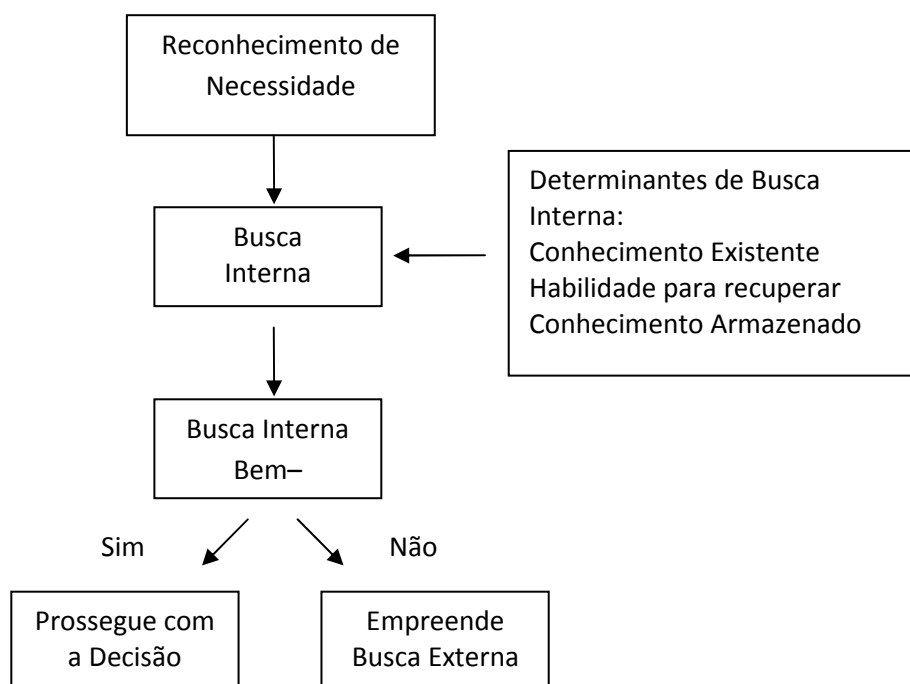 Reconhecimento de
Necessidade
Determinantes de Busca
Interna:
Conhecimento Existente
Habilidade para recuperar
Conhecimento Armazenado
Busca
Interna
Busca Interna
Bem–
Sim
Não
Prossegue com
a Decisão
Empreende
Busca Externa